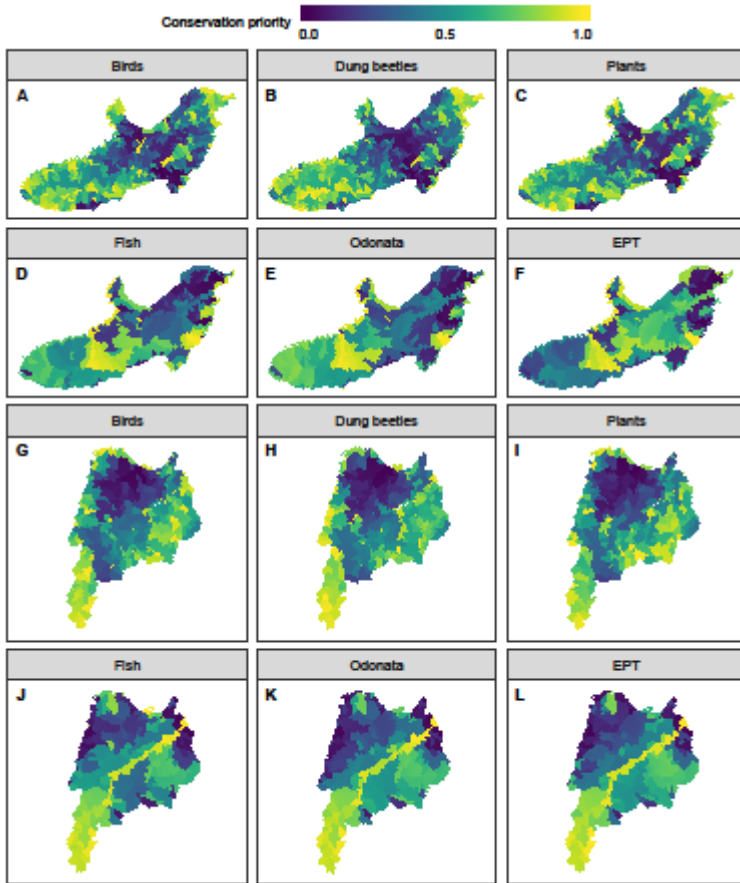 Conservation priority
0.0 0.5 1.0
Birds Dung beetles Plants
A B C
Fish Odonata EPT
D E F
Birds Dung beetles Plants
G H I
Fish Odonata EPT
J K L